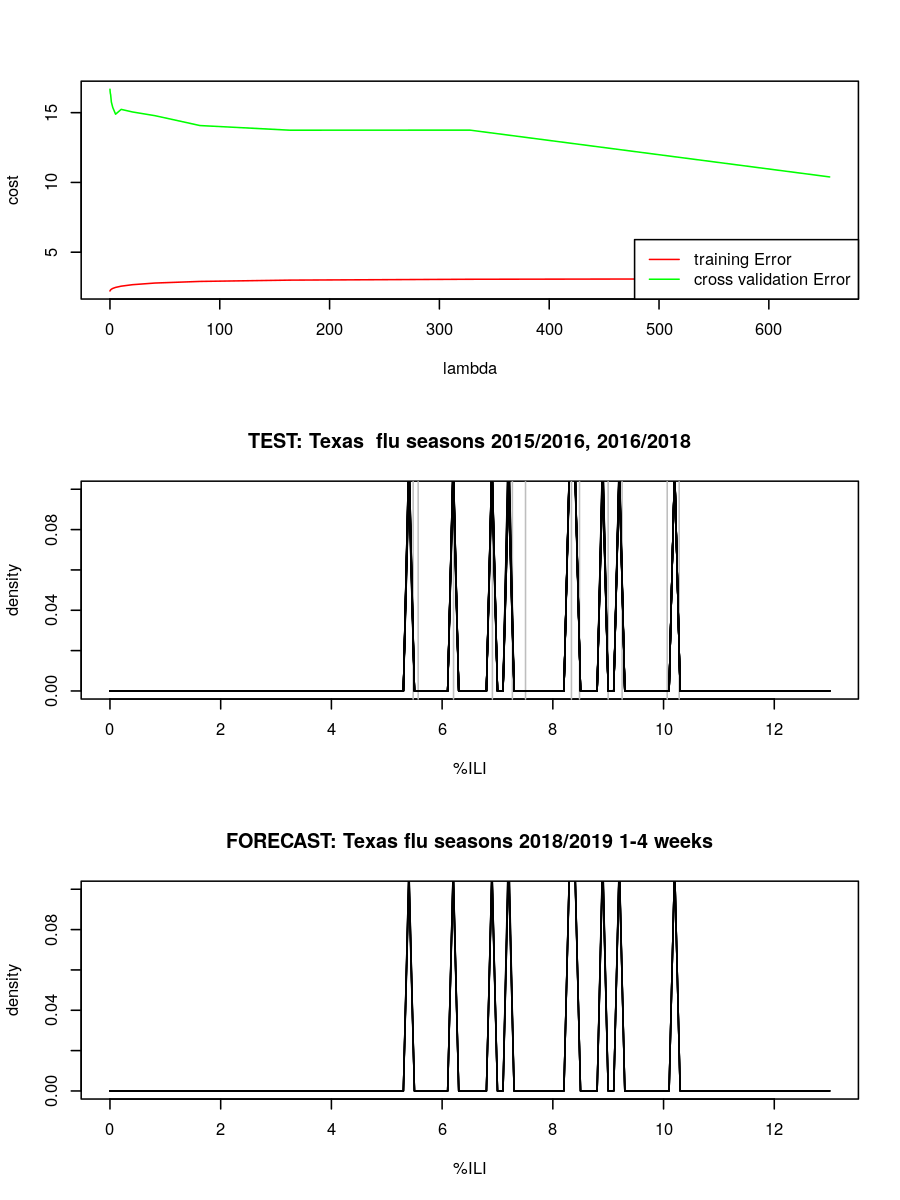 cost
15
10
5
training Error
cross validation Error
0 100 200 300 400 500 600
lambda
TEST: Texas  flu seasons 2015/2016, 2016/2018
density
0.08
0.04
0.00
0 2 4 6 8 10 12
%ILI
FORECAST: Texas flu seasons 2018/2019 1-4 weeks
density
0.08
0.04
0.00
0 2 4 6 8 10 12
%ILI